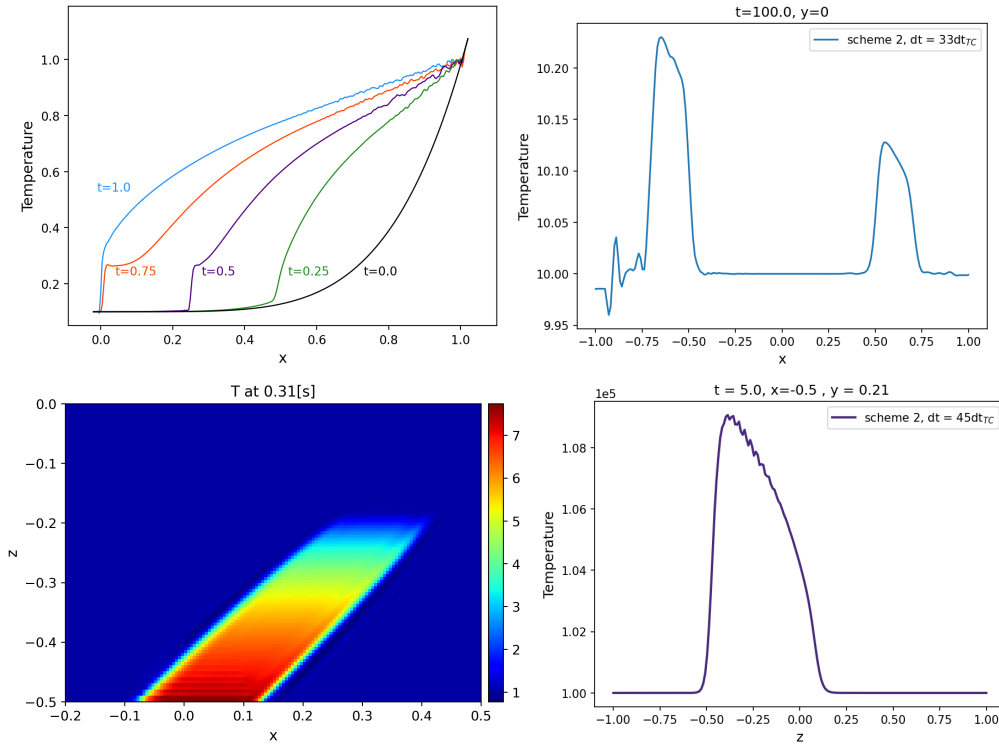 1.0
0.8
0.6
0.4
0.2
Temperature
t=1.0
t=0.75
t=0.5
t=0.25
t=0.0
0.0 0.2 0.4 0.6 0.8 1.0
x
t=100.0, y=0
scheme 2, dt = 33dt_TC
10.20
10.15
10.10
10.05
10.00
9.95
Temperature
−1.00 −0.75 −0.50 −0.25 0.00 0.25 0.50 0.75 1.00
x
T at 0.31[s]
0.0
−0.1
−0.2
−0.3
−0.4
−0.5
z
−0.2 −0.1 0.0 0.1 0.2 0.3 0.4 0.5
x
7
6
5
4
3
2
1
t = 5.0, x=-0.5 , y = 0.21
1e5
scheme 2, dt = 45dt_TC
1.08
1.06
1.04
1.02
1.00
Temperature
−1.00 −0.75 −0.50 −0.25 0.00 0.25 0.50 0.75 1.00
z